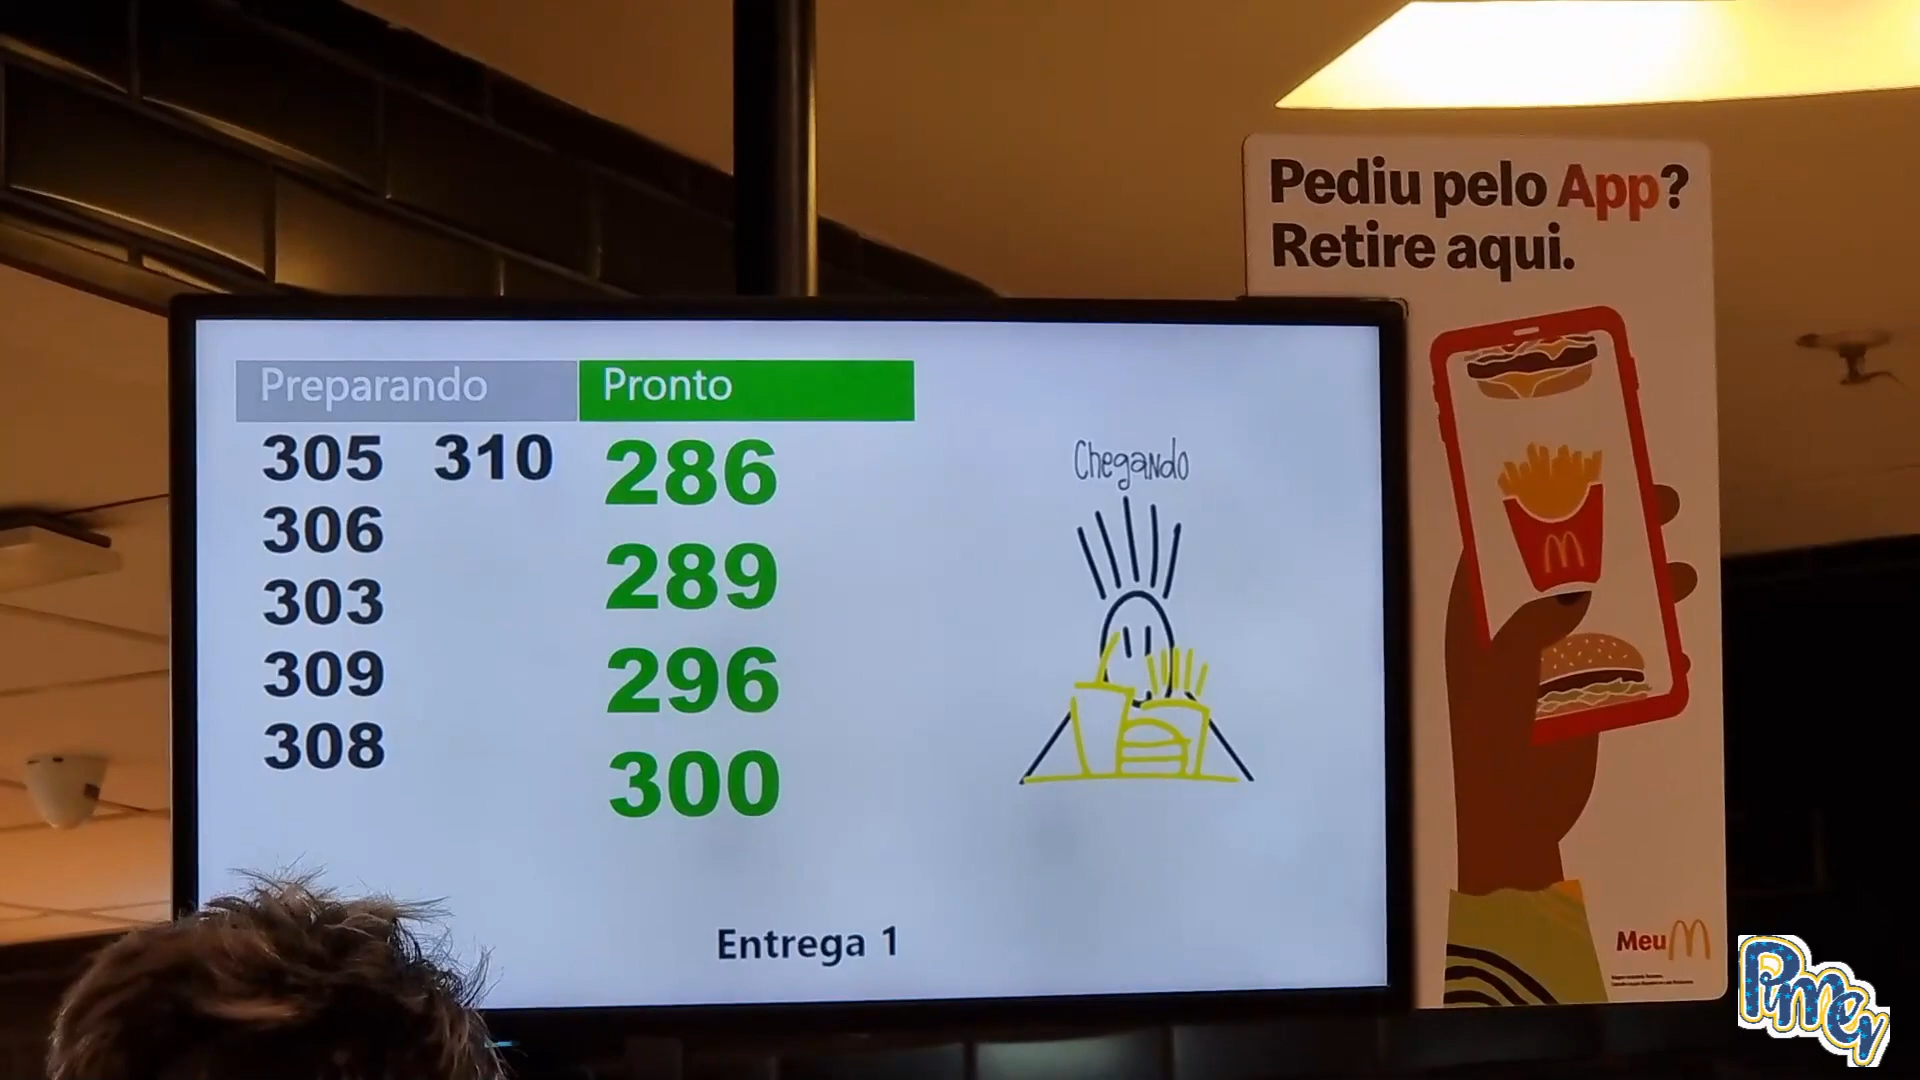 Pediu pelo App?
Retire aqui.
Preparando
Pronto
305 310
306
303
309
308
286
289
296
300
Chegando
Entrega 1
Meu
Pimey